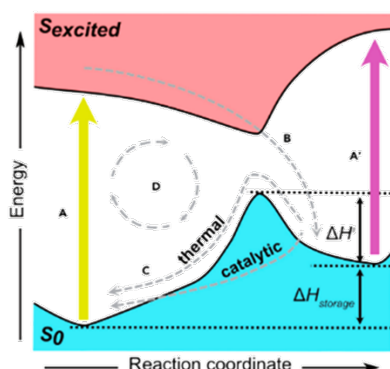 Sexcited
B
A'
A
D
ΔH‡
thermal
catalytic
C
ΔHstorage
S0
Energy
Reaction coordinate